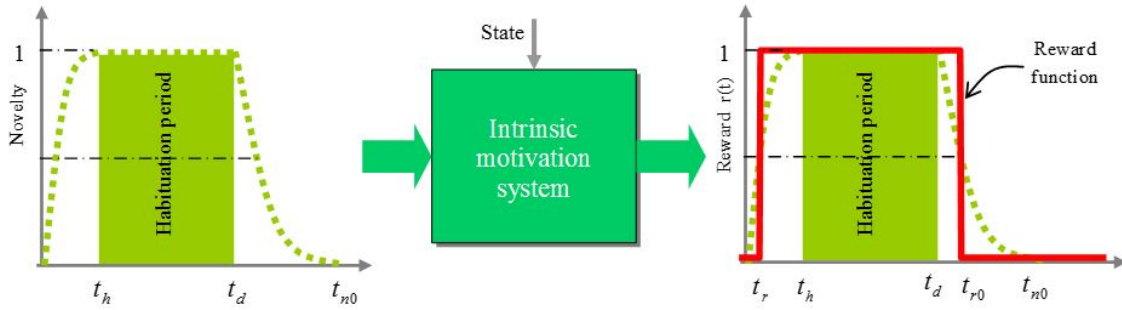 1
Novelty
Habituation period
t_h
t_d
t_n0
State
Intrinsic
motivation
system
1
Reward r(t)
Habituation period
Reward
function
t_r
t_h
t_d
t_r0
t_n0